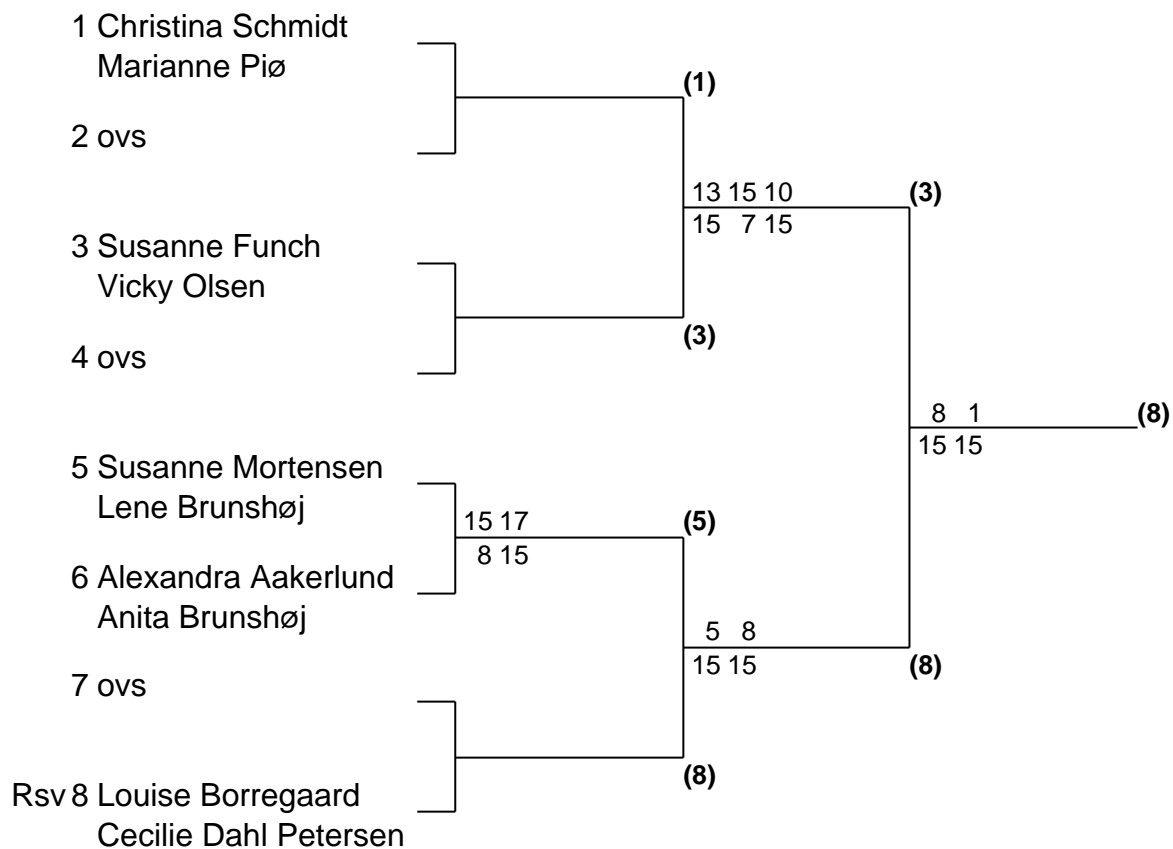 1 Christina Schmidt
Marianne Piø
(1)
2 ovs
13 15 10
(3)
15 7 15
3 Susanne Funch
Vicky Olsen
(3)
4 ovs
8 1
(8)
15 15
5 Susanne Mortensen
Lene Brunshøj
15 17
(5)
8 15
6 Alexandra Aakerlund
Anita Brunshøj
5 8
15 15
(8)
7 ovs
(8)
Rsv 8 Louise Borregaard
Cecilie Dahl Petersen